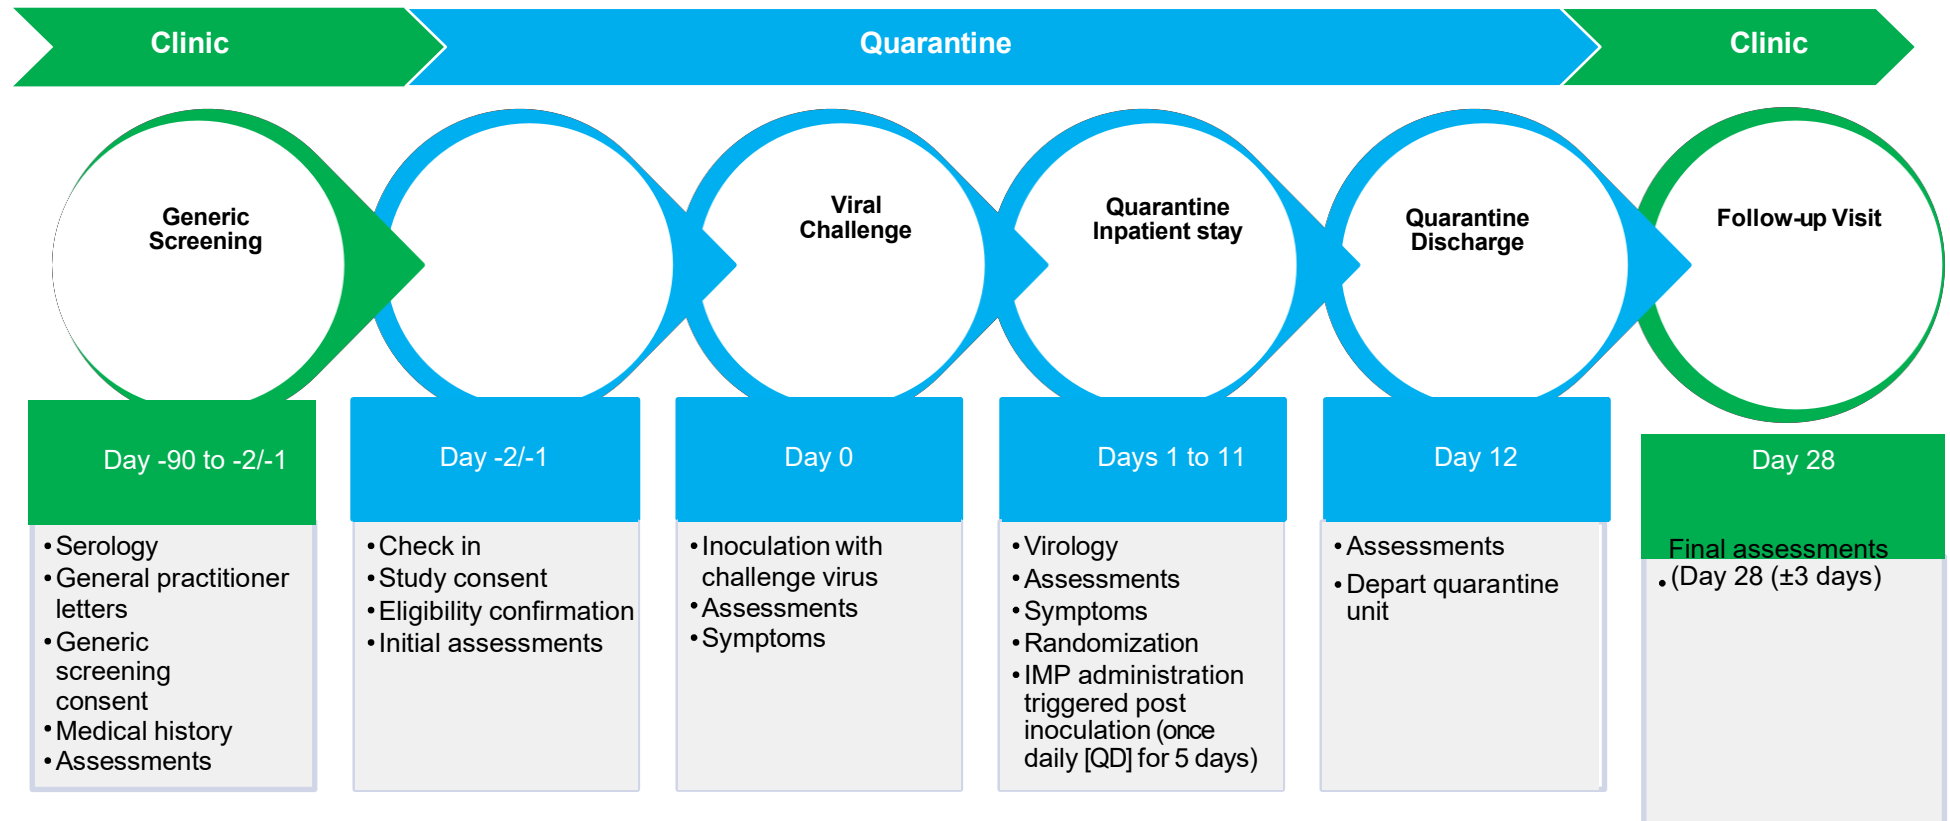 Clinic
Quarantine
Clinic
Generic
Screening
Viral
Challenge
Quarantine
Inpatient stay
Quarantine
Discharge
Follow-up Visit
Day -90 to -2/-1
Day -2/-1
Day 0
Days 1 to 11
Day 12
Day 28
•Serology
•General practitioner
letters
•Generic
screening
consent
•Medical history
•Assessments
•Check in
•Study consent
•Eligibility confirmation
•Initial assessments
•Inoculation with
challenge virus
•Assessments
•Symptoms
•Virology
•Assessments
•Symptoms
•Randomization
•IMP administration
triggered post
inoculation (once
daily [QD] for 5 days)
•Assessments
•Depart quarantine
unit
Final assessments
•(Day 28 (±3 days)